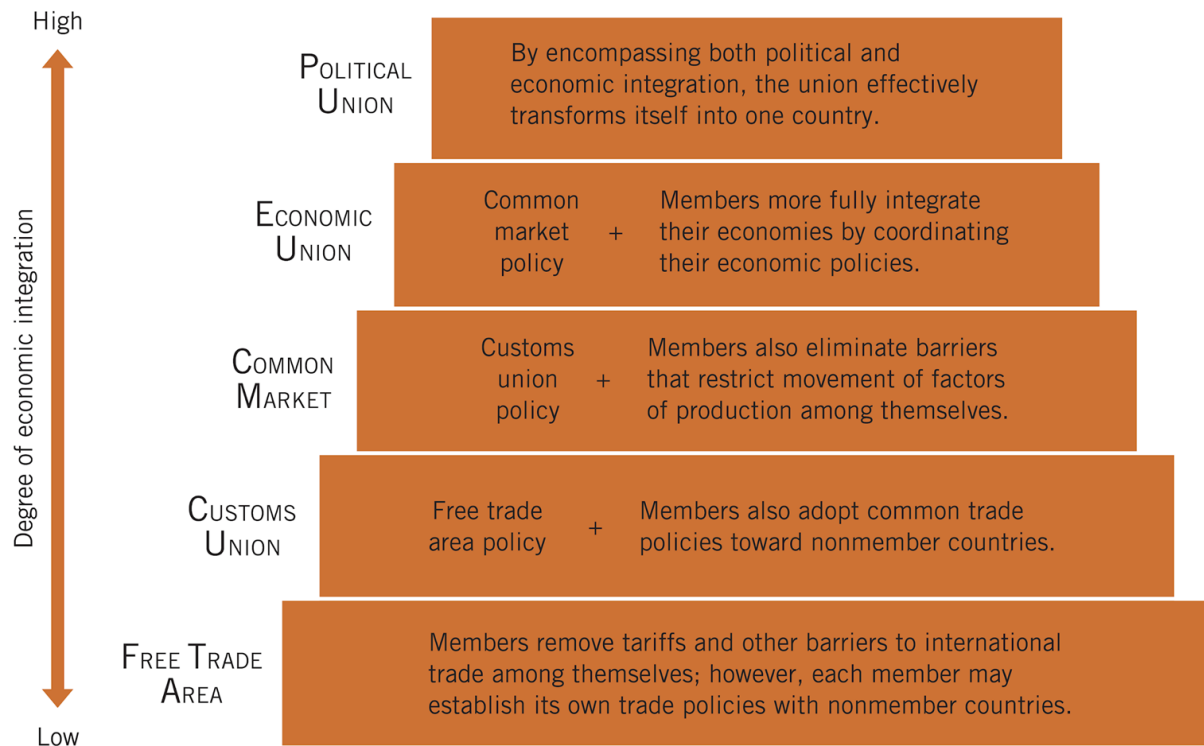 High
Degree of economic integration
Low
POLITICAL
UNION
By encompassing both political and
economic integration, the union effectively
transforms itself into one country.
ECONOMIC
UNION
Common
market
policy
+
Members more fully integrate
their economies by coordinating
their economic policies.
COMMON
MARKET
Customs
union
policy
+
Members also eliminate barriers
that restrict movement of factors
of production among themselves.
CUSTOMS
UNION
Free trade
area policy
+
Members also adopt common trade
policies toward nonmember countries.
FREE TRADE
AREA
Members remove tariffs and other barriers to international
trade among themselves; however, each member may
establish its own trade policies with nonmember countries.